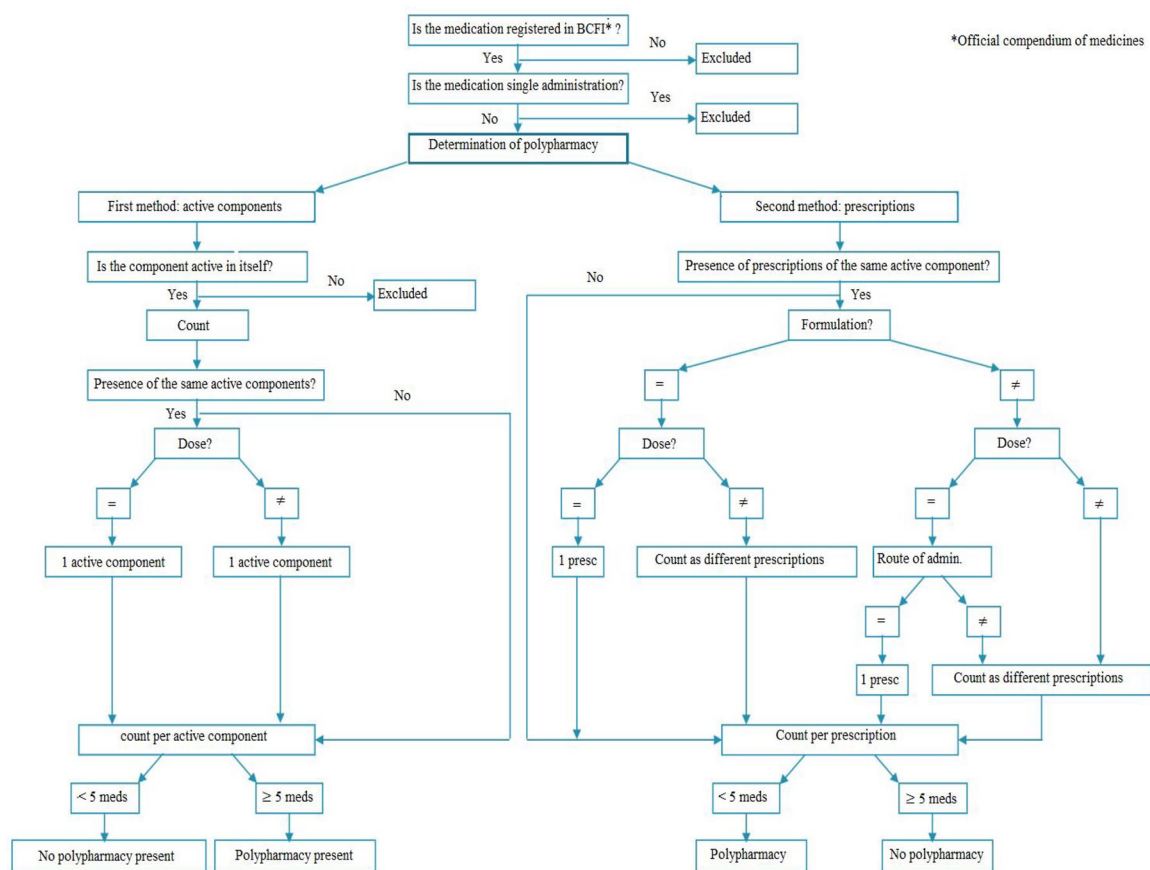 Is the medication registered in BCFI* ?
*Official compendium of medicines
No
Yes
Excluded
Is the medication single administration?
Yes
No
Excluded
Determination of polypharmacy
First method: active components
Second method: prescriptions
Is the component active in itself?
Presence of prescriptions of the same active component?
No
Yes
Excluded
No
Yes
Count
Formulation?
Presence of the same active components?
No
Yes
=
≠
Dose?
Dose?
Dose?
=
≠
=
≠
=
≠
1 active component
1 active component
1 presc
Count as different prescriptions
Route of admin.
=
≠
1 presc
Count as different prescriptions
count per active component
Count per prescription
< 5 meds
≥ 5 meds
< 5 meds
≥ 5 meds
No polypharmacy present
Polypharmacy present
Polypharmacy
No polypharmacy